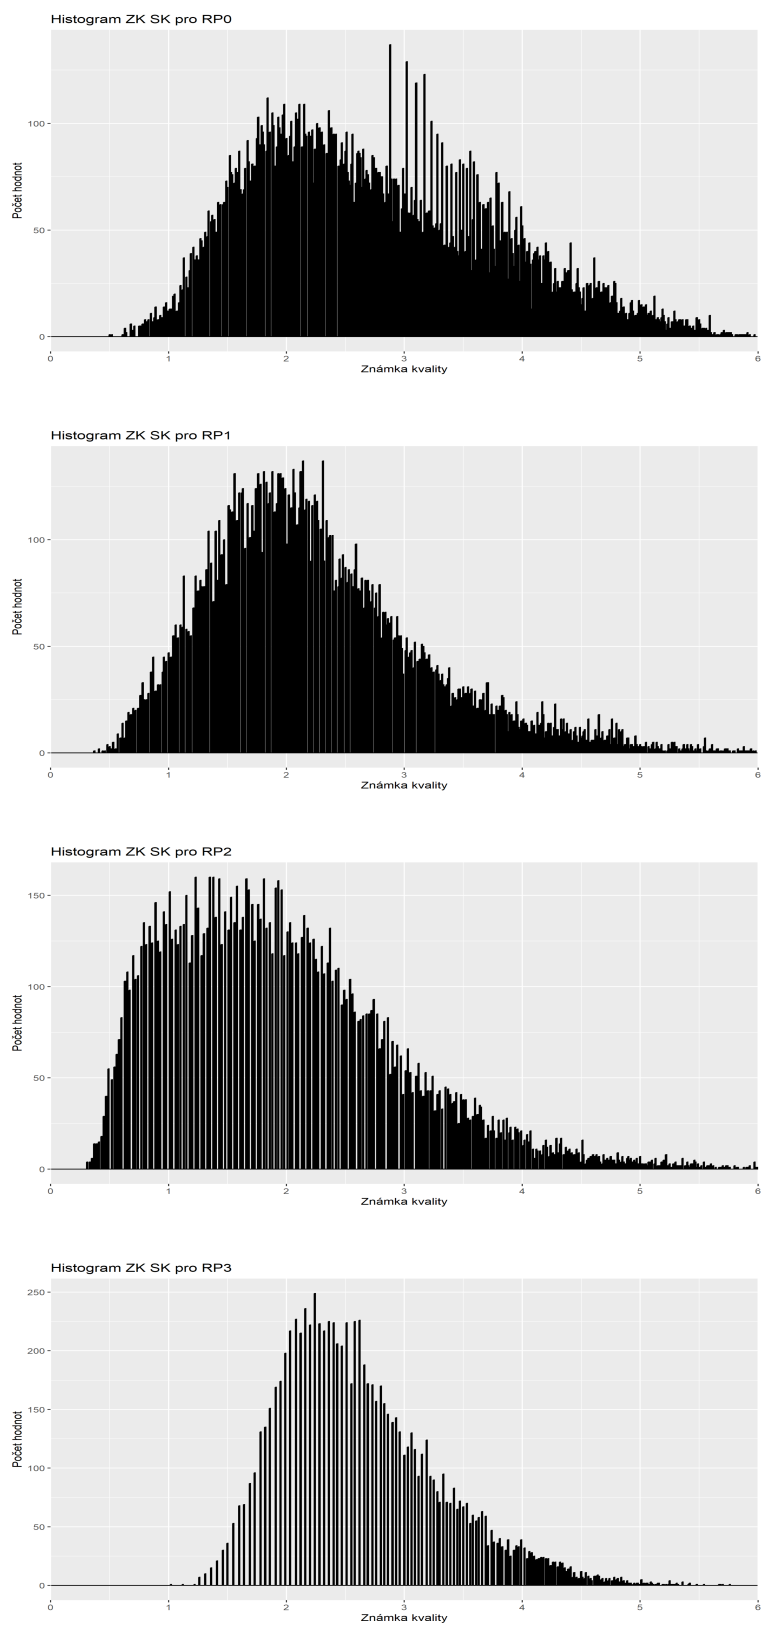 Histogram ZK SK pro RP0
Počet hodnot
100
50
0
0 1 2 3 4 5 6
Známka kvality
Histogram ZK SK pro RP1
Počet hodnot
100
50
0
0 1 2 3 4 5 6
Známka kvality
Histogram ZK SK pro RP2
Počet hodnot
150
100
50
0
0 1 2 3 4 5 6
Známka kvality
Histogram ZK SK pro RP3
Počet hodnot
250
200
150
100
50
0
0 1 2 3 4 5 6
Známka kvality